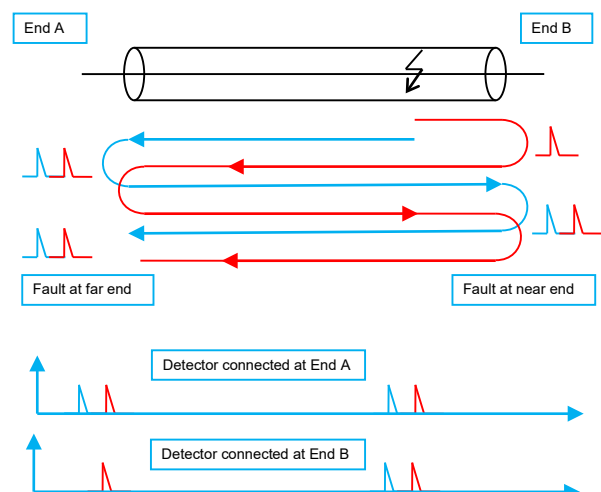 End A
End B
Fault at far end
Fault at near end
Detector connected at End A
Detector connected at End B